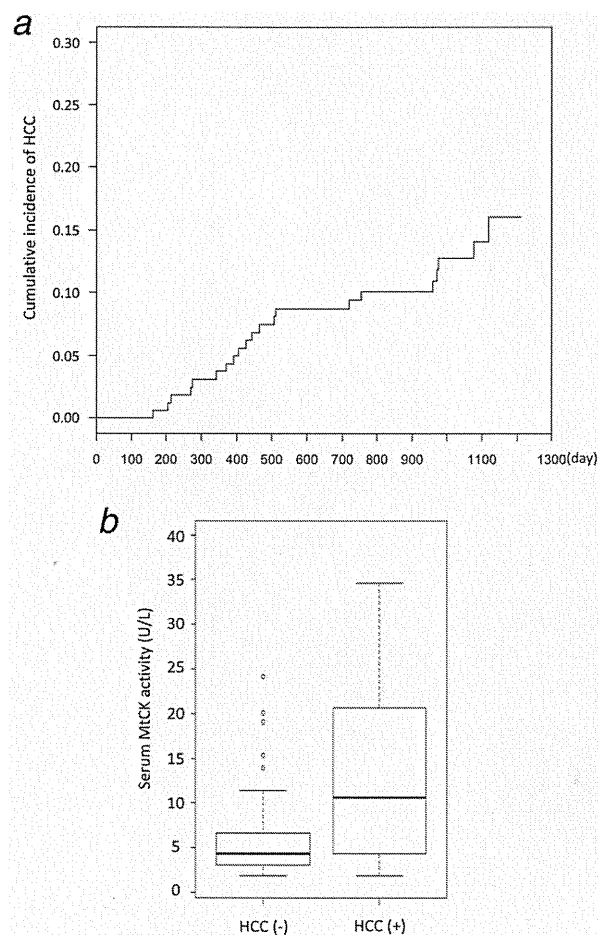 a
Cumulative incidence of HCC
0.30
0.25
0.20
0.15
0.10
0.05
0.00
0 100 200 300 400 500 600 700 800 900 1100 1300(day)
b
Serum MtCK activity (U/L)
40
35
30
25
20
15
10
5
0
HCC (-) HCC (+)